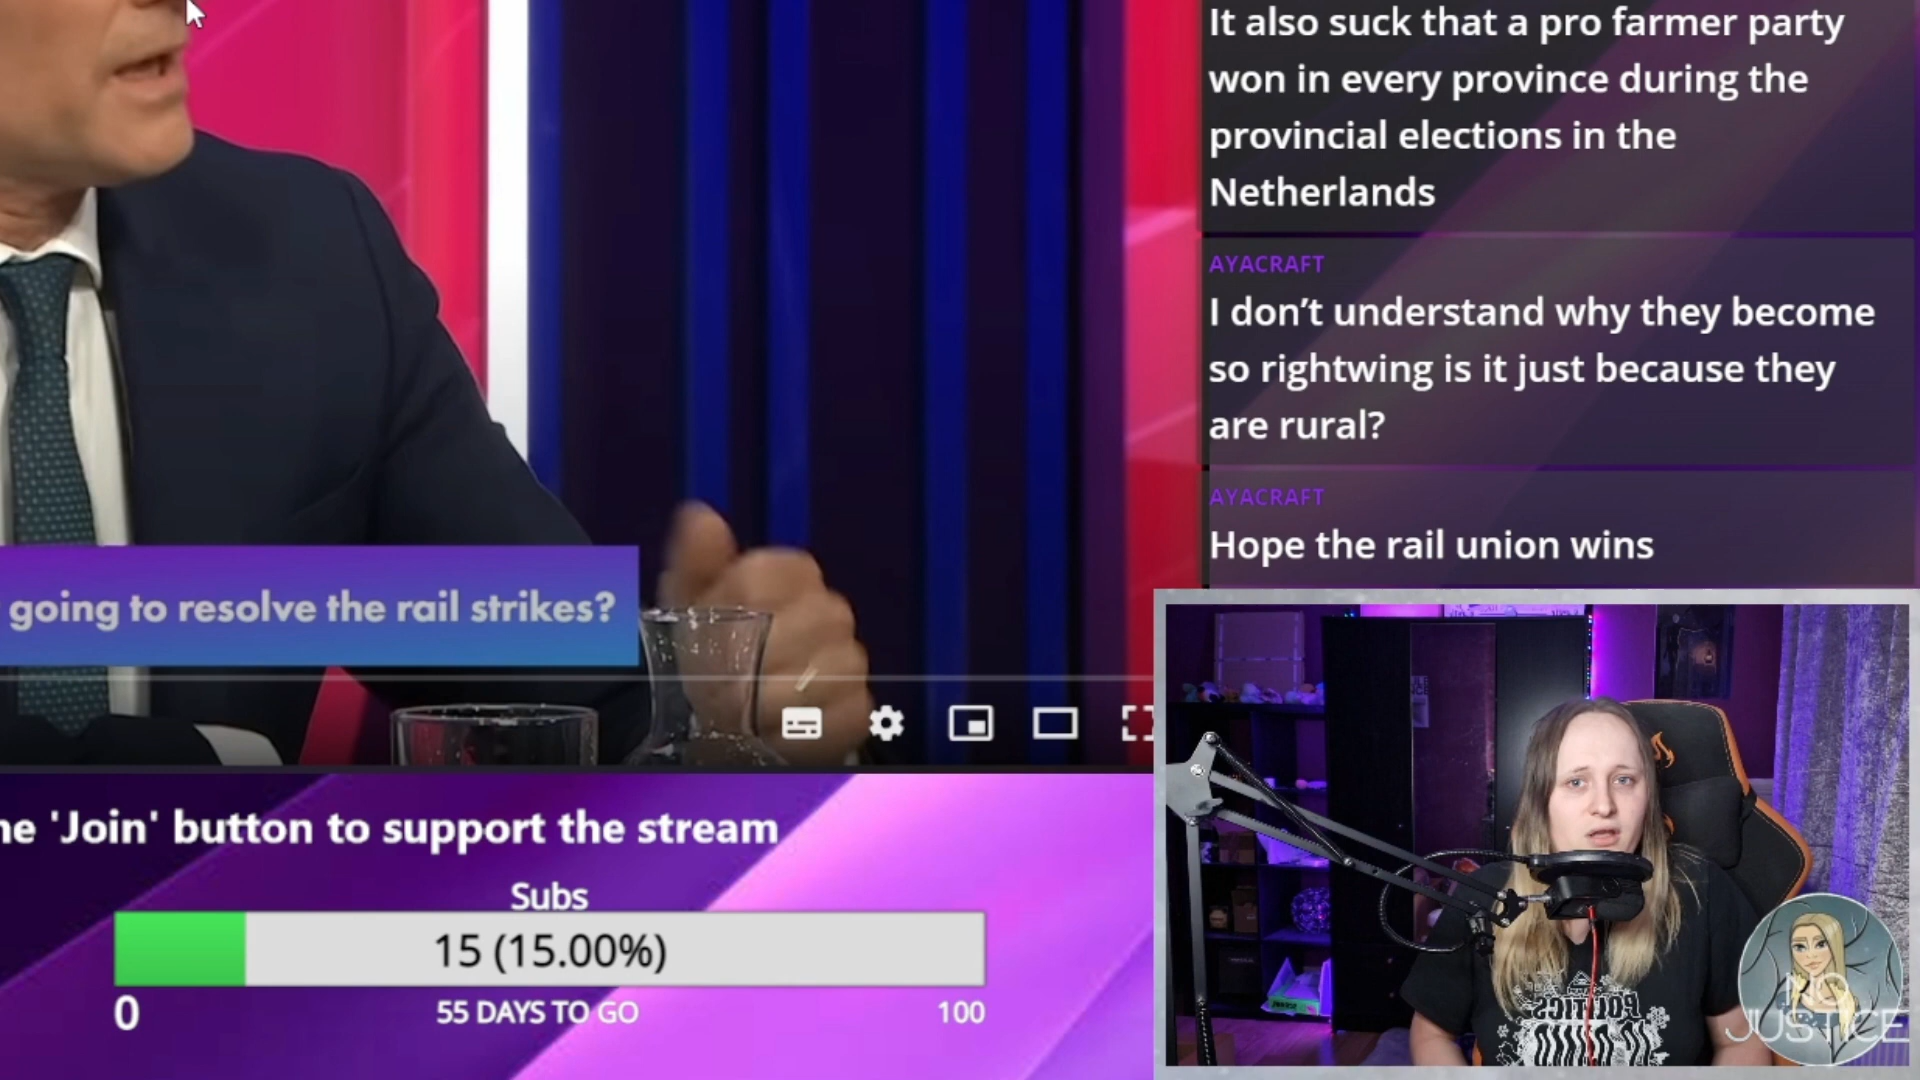 It also suck that a pro farmer party
won in every province during the
provincial elections in the
Netherlands
AYACRAFT
I don’t understand why they become
so rightwing is it just because they
are rural?
AYACRAFT
Hope the rail union wins
going to resolve the rail strikes?
he 'Join' button to support the stream
Subs
15 (15.00%)
0
55 DAYS TO GO
100
POLITICS
NO
JUSTICE